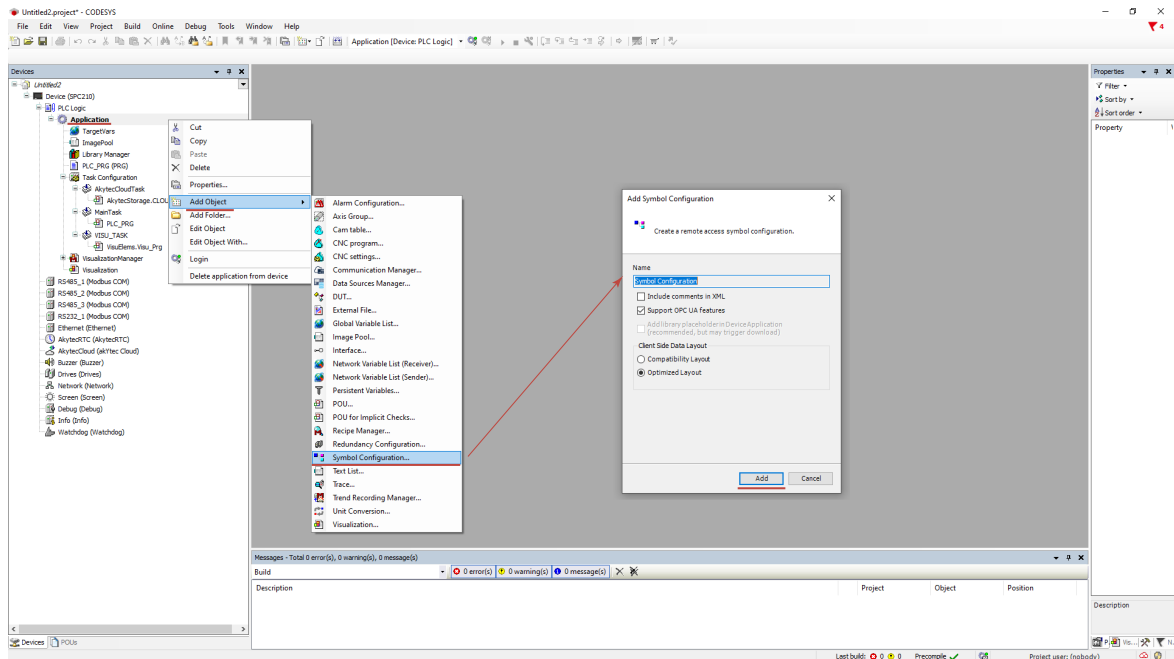 Untitled2.project* - CODESYS
File Edit View Project Build Online Debug Tools Window Help
4
Application [Device: PLC Logic]
Devices
Untitled2
Device (SPC210)
PLC Logic
Application
TargetVars
ImagePool
Library Manager
PLC_PRG (PRG)
Task Configuration
AkytecCloudTask
AkytecStorage.CLOU
MainTask
PLC_PRG
VISU_TASK
VisuElems.Visu_Prg
VisualizationManager
Visualization
RS485_1 (Modbus COM)
RS485_2 (Modbus COM)
RS485_3 (Modbus COM)
RS232_1 (Modbus COM)
Ethernet (Ethernet)
AkytecRTC (AkytecRTC)
AkytecCloud (akYtec Cloud)
Buzzer (Buzzer)
Drives (Drives)
Network (Network)
Screen (Screen)
Debug (Debug)
Info (Info)
Watchdog (Watchdog)
Devices POUs
Cut
Copy
Paste
Delete
Properties...
Add Object
Add Folder...
Edit Object
Edit Object With...
Login
Delete application from device
Alarm Configuration...
Axis Group...
Cam table...
CNC program...
CNC settings...
Communication Manager...
Data Sources Manager...
DUT...
External File...
Global Variable List...
Image Pool...
Interface...
Network Variable List (Receiver)...
Network Variable List (Sender)...
Persistent Variables...
POU...
POU for Implicit Checks...
Recipe Manager...
Redundancy Configuration...
Symbol Configuration...
Text List...
Trace...
Trend Recording Manager...
Unit Conversion...
Visualization...
Add Symbol Configuration
Create a remote access symbol configuration.
Name
Symbol Configuration
Include comments in XML
Support OPC UA features
Add library placeholder in Device Application
(recommended, but may trigger download)
Client Side Data Layout
Compatibility Layout
Optimized Layout
Add Cancel
Properties
Filter
Sort by
Sort order
Property
Description
Messages - Total 0 error(s), 0 warning(s), 0 message(s)
Build 0 error(s) 0 warning(s) 0 message(s)
Description Project Object Position
Last build: 0 0 Precompile Project user: (nobody)